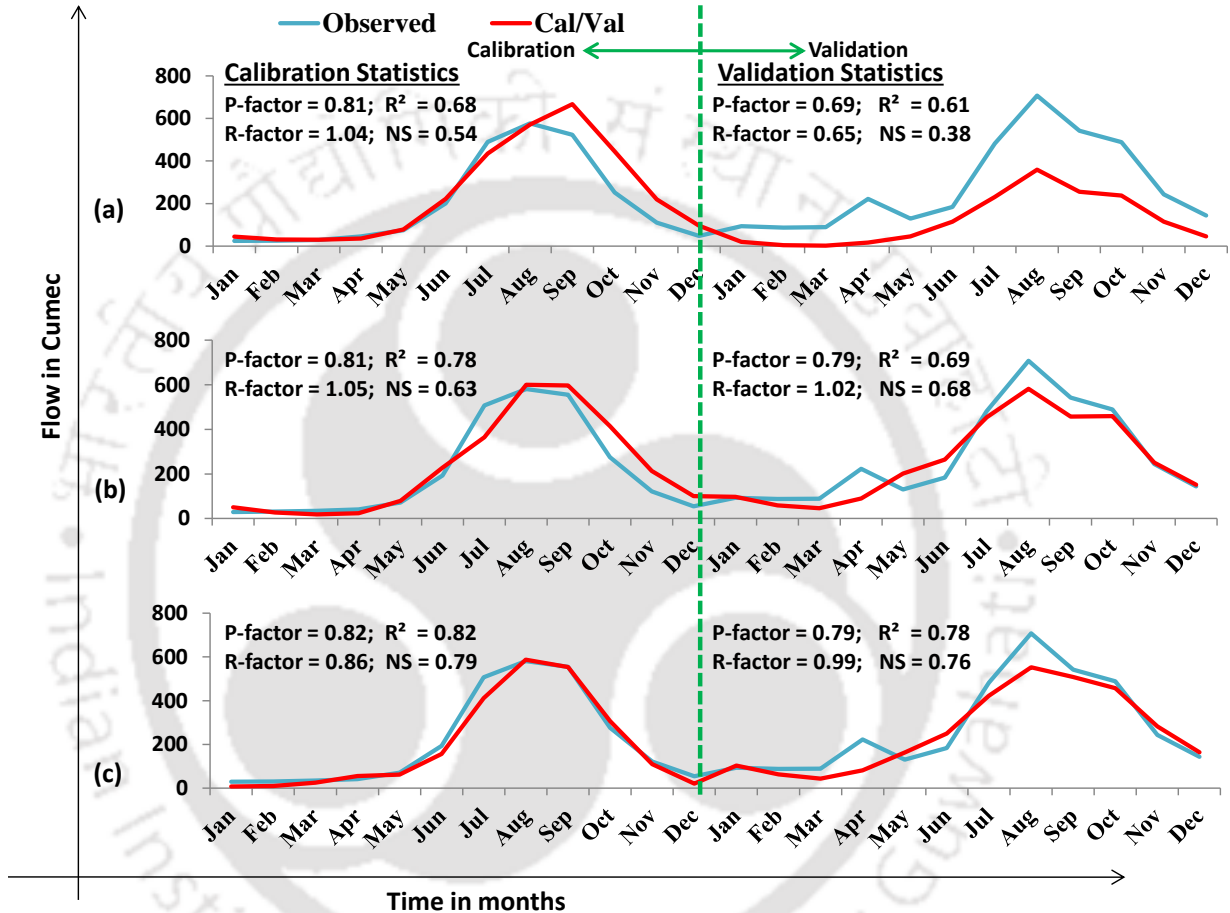 Observed Cal/Val
Calibration Validation
Calibration Statistics Validation Statistics
800
P-factor = 0.81; R² = 0.68 P-factor = 0.69; R² = 0.61
600
R-factor = 1.04; NS = 0.54 R-factor = 0.65; NS = 0.38
400
(a)
200
0
Jan Feb Mar Apr May Jun Jul Aug Sep Oct Nov Dec Jan Feb Mar Apr May Jun Jul Aug Sep Oct Nov Dec
Flow in Cumec
800
P-factor = 0.81; R² = 0.78 P-factor = 0.79; R² = 0.69
600
R-factor = 1.05; NS = 0.63 R-factor = 1.02; NS = 0.68
400
200
(b)
0
Jan Feb Mar Apr May Jun Jul Aug Sep Oct Nov Dec Jan Feb Mar Apr May Jun Jul Aug Sep Oct Nov Dec
800
P-factor = 0.82; R² = 0.82 P-factor = 0.79; R² = 0.78
600
R-factor = 0.86; NS = 0.79 R-factor = 0.99; NS = 0.76
400
200
(c)
0
Jan Feb Mar Apr May Jun Jul Aug Sep Oct Nov Dec Jan Feb Mar Apr May Jun Jul Aug Sep Oct Nov Dec
Time in months
Indian Guwahati